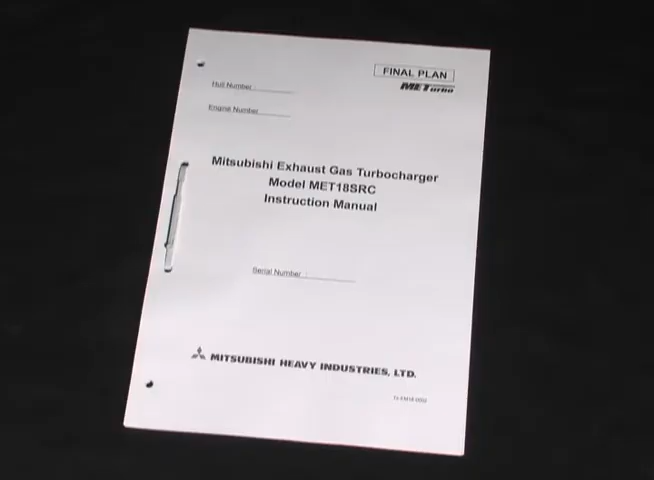 FINAL PLAN
METurbo
Hull Number
Engine Number
Mitsubishi Exhaust Gas Turbocharger
Model MET18SRC
Instruction Manual
Serial Number :
MITSUBISHI HEAVY INDUSTRIES, LTD.